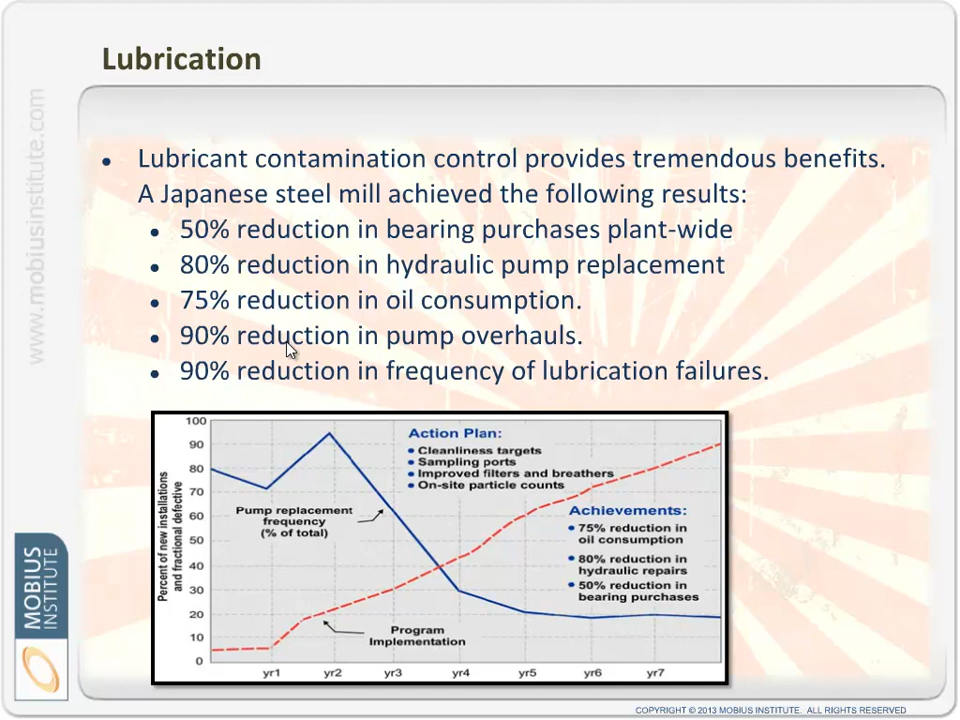 Lubrication
www.mobiusinstitute.com
● Lubricant contamination control provides tremendous benefits.
A Japanese steel mill achieved the following results:
● 50% reduction in bearing purchases plant-wide
● 80% reduction in hydraulic pump replacement
● 75% reduction in oil consumption.
● 90% reduction in pump overhauls.
● 90% reduction in frequency of lubrication failures.
Percent of new installations
and fractional defective
100
90
80
70
60
50
40
30
20
10
0
Action Plan:
● Cleanliness targets
● Sampling ports
● Improved filters and breathers
● On-site particle counts
Pump replacement
frequency
(% of total)
Achievements:
● 75% reduction in
oil consumption
● 80% reduction in
hydraulic repairs
● 50% reduction in
bearing purchases
Program
Implementation
yr1 yr2 yr3 yr4 yr5 yr6 yr7
MOBIUS
INSTITUTE
COPYRIGHT © 2013 MOBIUS INSTITUTE. ALL RIGHTS RESERVED